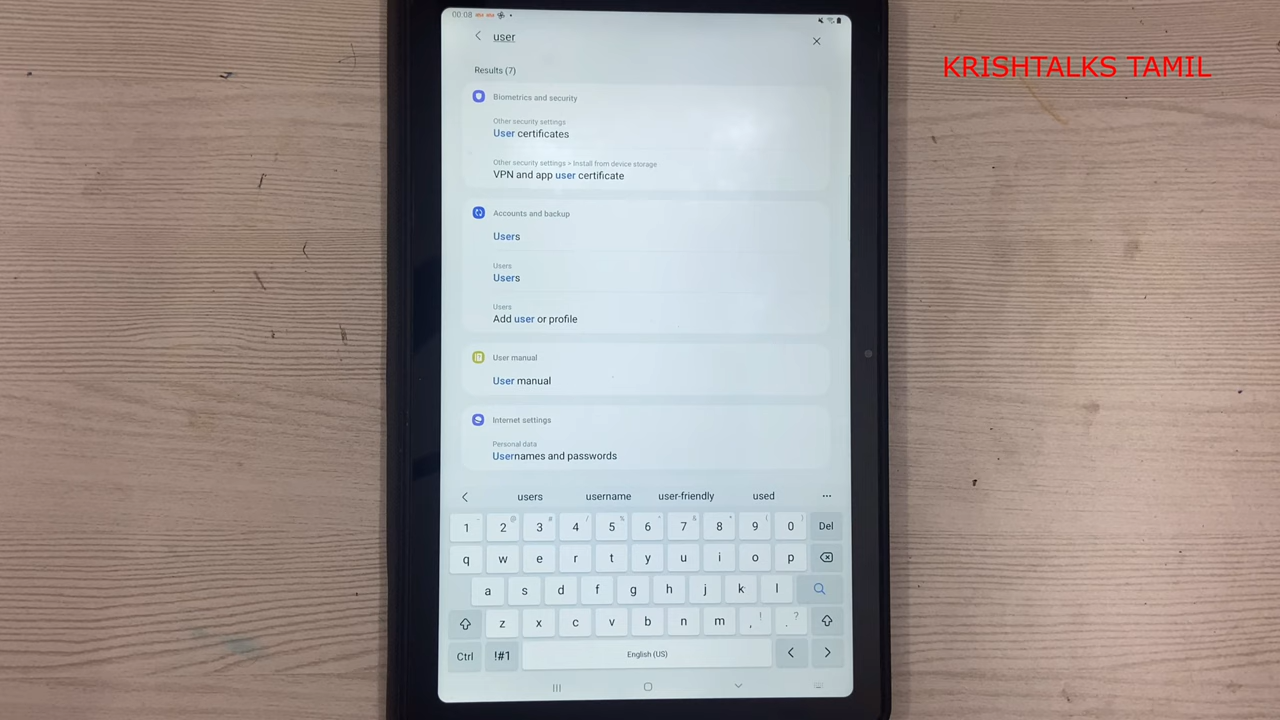 00:08
user
KRISHTALKS TAMIL
Results (7)
Biometrics and security
Other security settings
User certificates
Other security settings > Install from device storage
VPN and app user certificate
Accounts and backup
Users
Users
Users
Users
Add user or profile
User manual
User manual
Internet settings
Personal data
Usernames and passwords
users username user-friendly used ...
1 2 3 4 5 6 7 8 9 0 Del
q w e r t y u i o p
a s d f g h j k l
z x c v b n m , ! . ?
Ctrl !#1 English (US) < >